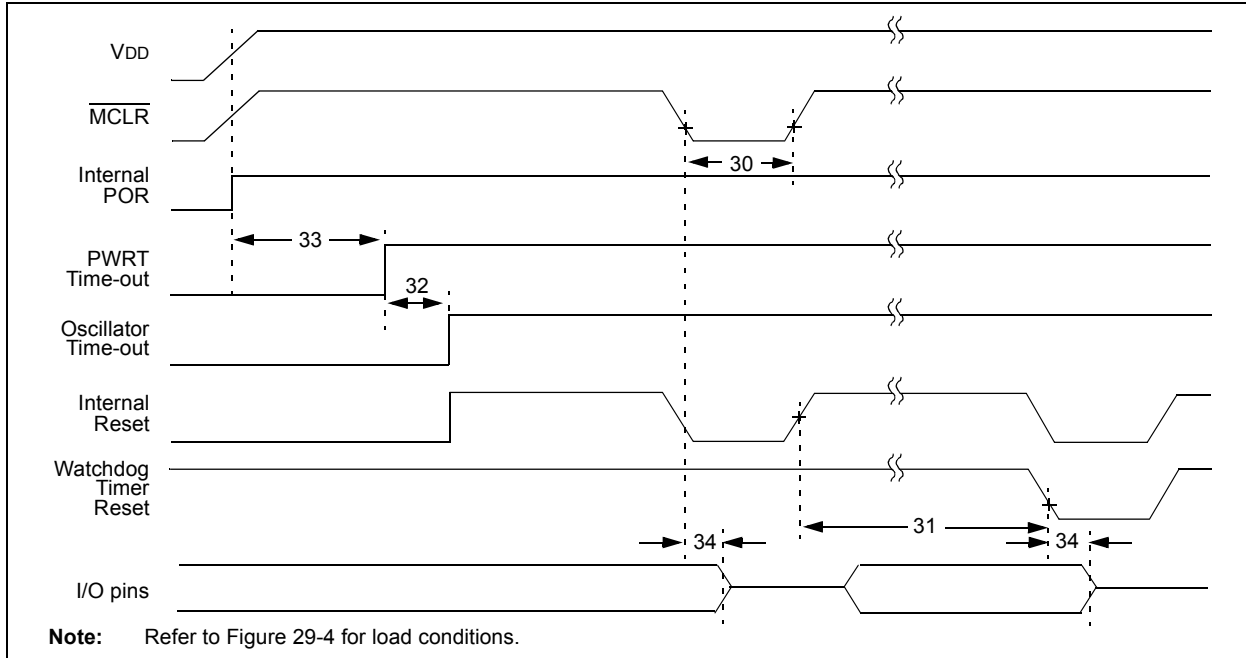 VDD
MCLR
Internal
POR
30
33
PWRT
Time-out
32
Oscillator
Time-out
Internal
Reset
Watchdog
Timer
Reset
31
34
34
I/O pins
Note: Refer to Figure 29-4 for load conditions.